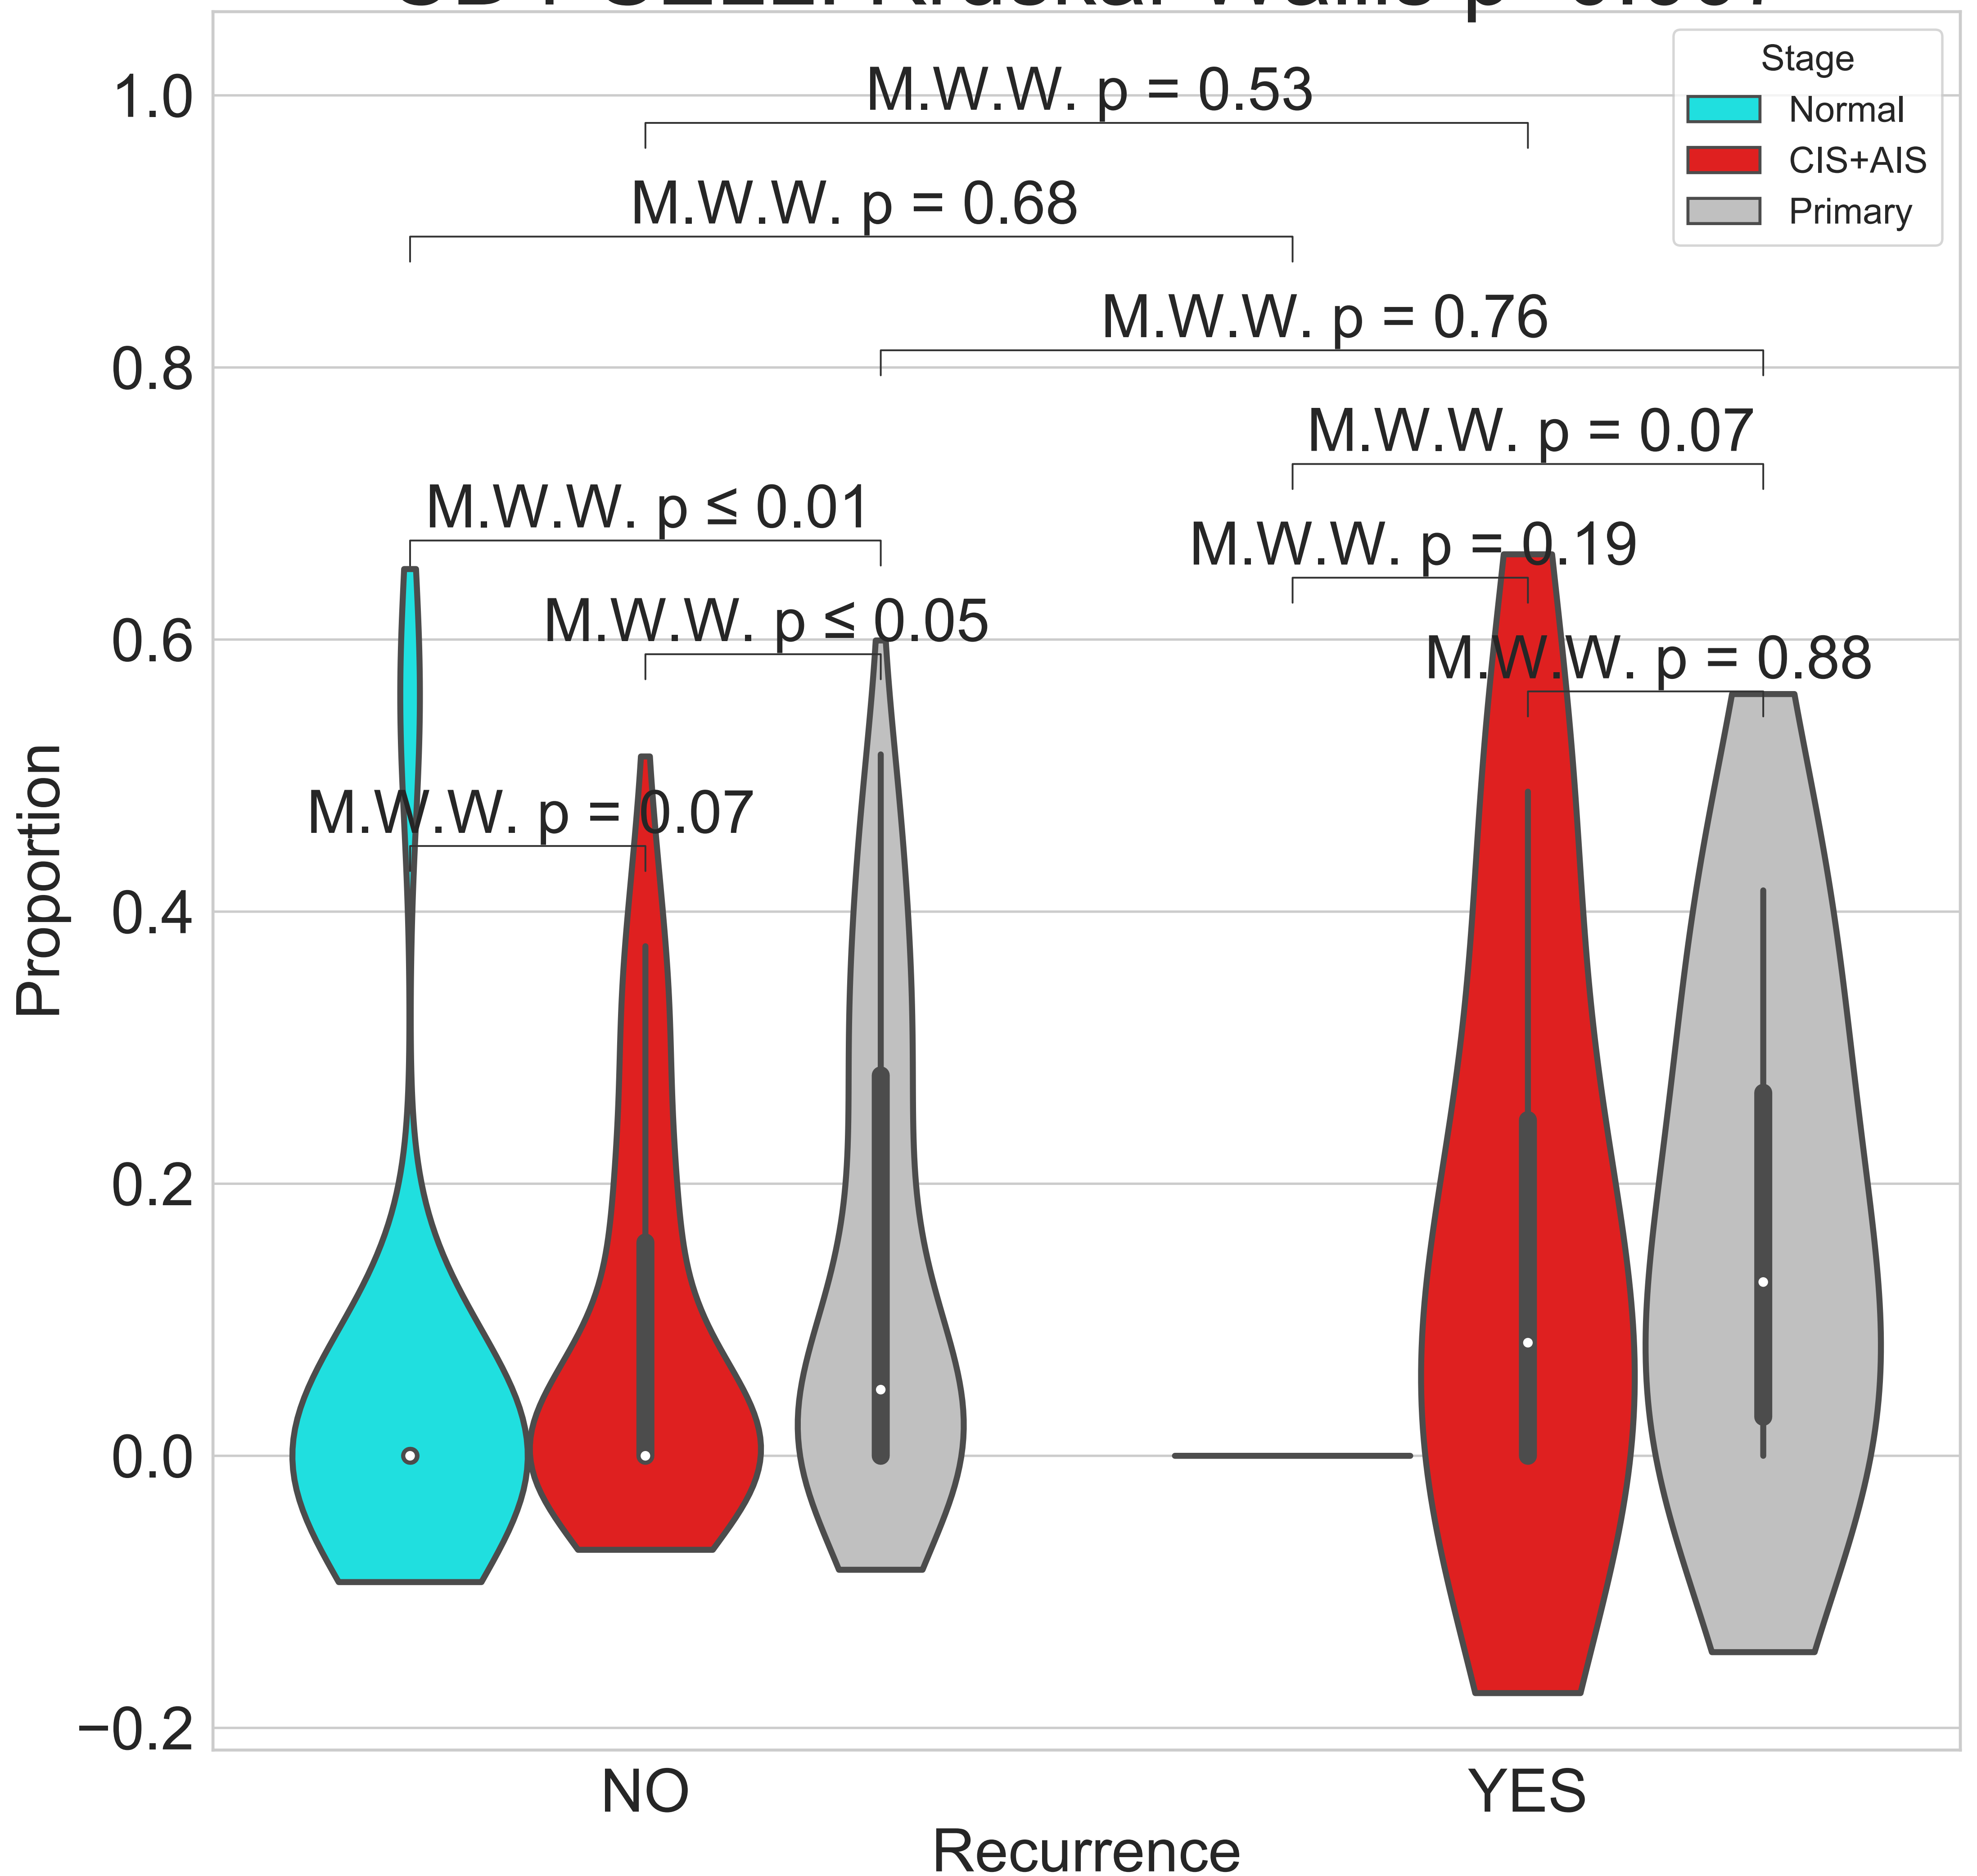 Stage
Normal
CIS+AIS
Primary
M.W.W. p = 0.53
M.W.W. p = 0.68
M.W.W. p = 0.76
M.W.W. p = 0.07
M.W.W. p ≤ 0.01
M.W.W. p = 0.19
M.W.W. p ≤ 0.05
M.W.W. p = 0.88
M.W.W. p = 0.07
1.0
0.8
0.6
0.4
0.2
0.0
−0.2
Proportion
NO
YES
Recurrence